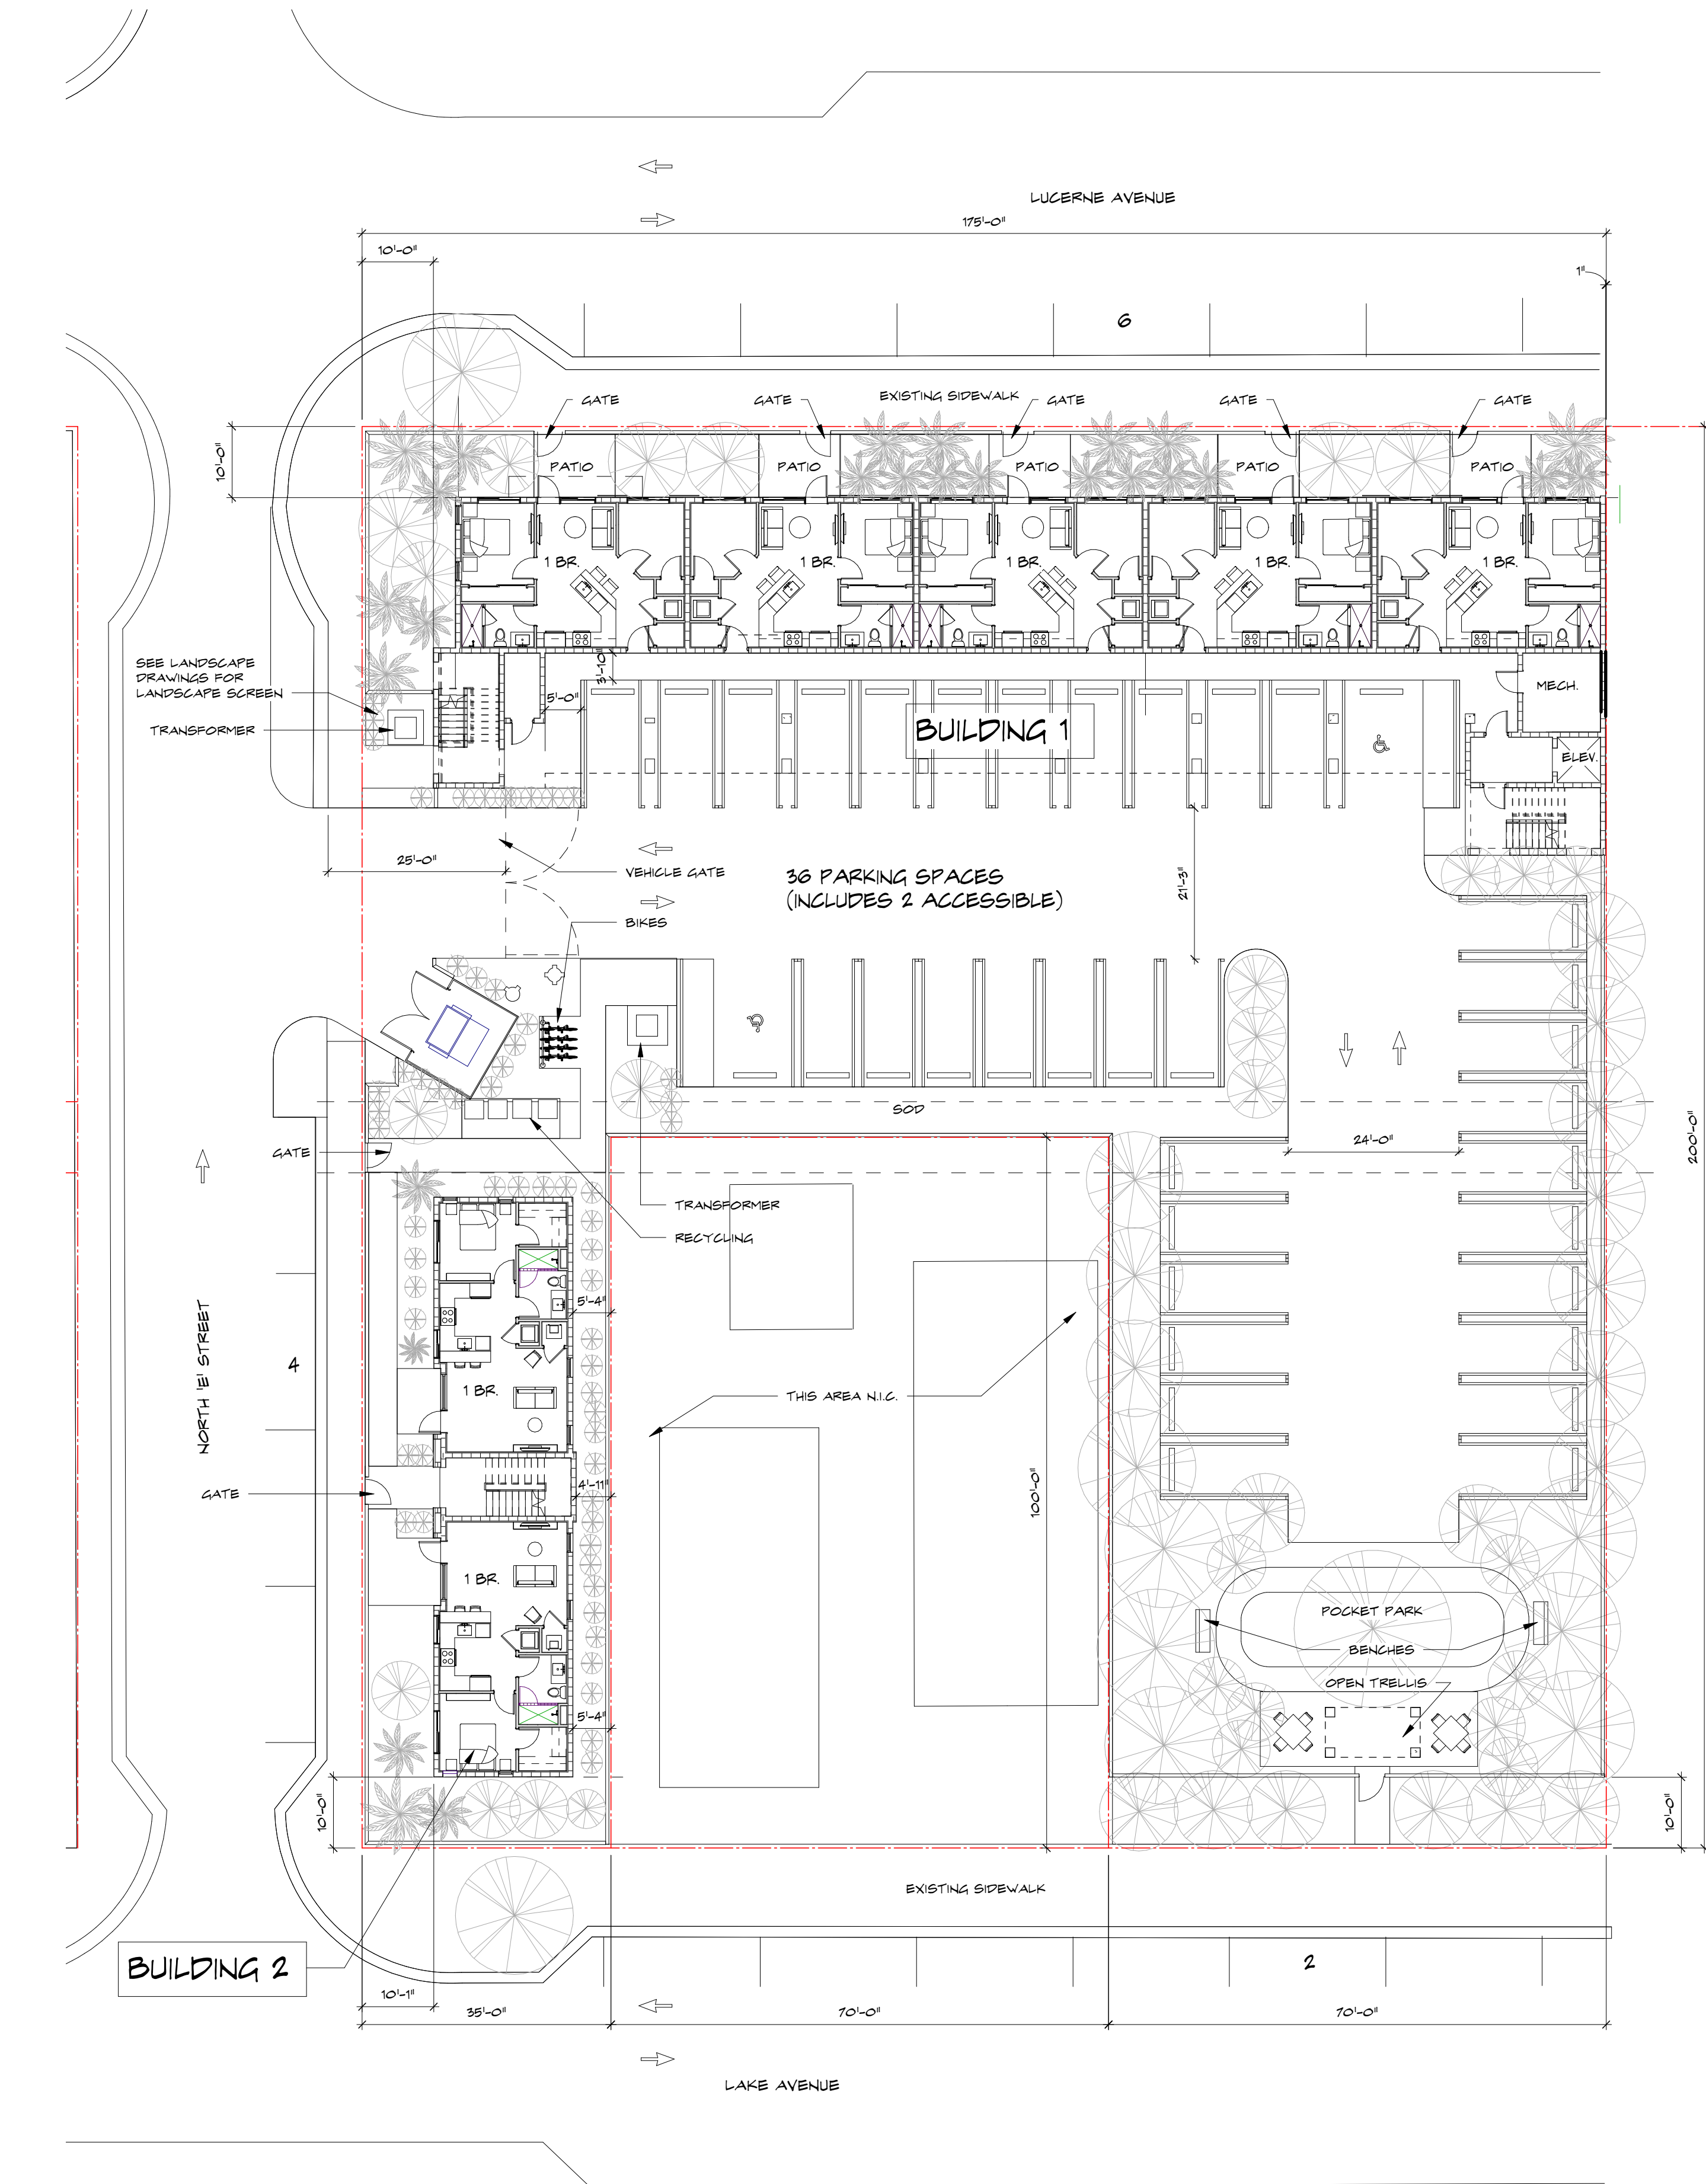 LUCERNE AVENUE
175'-0"
10'-0"
1"
6
GATE
GATE
EXISTING SIDEWALK
GATE
GATE
GATE
10'-0"
PATIO
PATIO
PATIO
PATIO
PATIO
1 BR.
1 BR.
1 BR.
1 BR.
1 BR.
SEE LANDSCAPE
DRAWINGS FOR
LANDSCAPE SCREEN
TRANSFORMER
3'-10"
5'-0"
MECH.
BUILDING 1
ELEV.
25'-0"
VEHICLE GATE
36 PARKING SPACES
(INCLUDES 2 ACCESSIBLE)
21'-3"
BIKES
SOD
GATE
24'-0"
200'-0"
TRANSFORMER
RECYCLING
5'-4"
NORTH 'E' STREET
4
1 BR.
THIS AREA N.I.C.
GATE
4'-11"
100'-0"
1 BR.
POCKET PARK
BENCHES
OPEN TRELLIS
5'-4"
10'-0"
10'-0"
EXISTING SIDEWALK
BUILDING 2
2
10'-1"
35'-0"
70'-0"
70'-0"
LAKE AVENUE